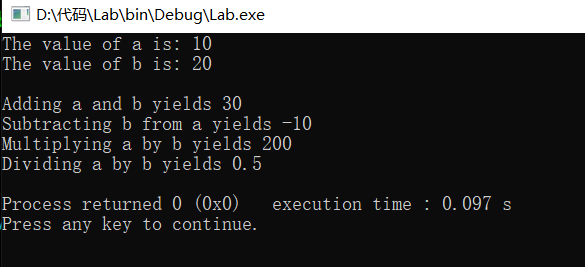 D:\代码\Lab\bin\Debug\Lab.exe
The value of a is: 10
The value of b is: 20
Adding a and b yields 30
Subtracting b from a yields -10
Multiplying a by b yields 200
Dividing a by b yields 0.5
Process returned 0 (0x0)   execution time : 0.097 s
Press any key to continue.